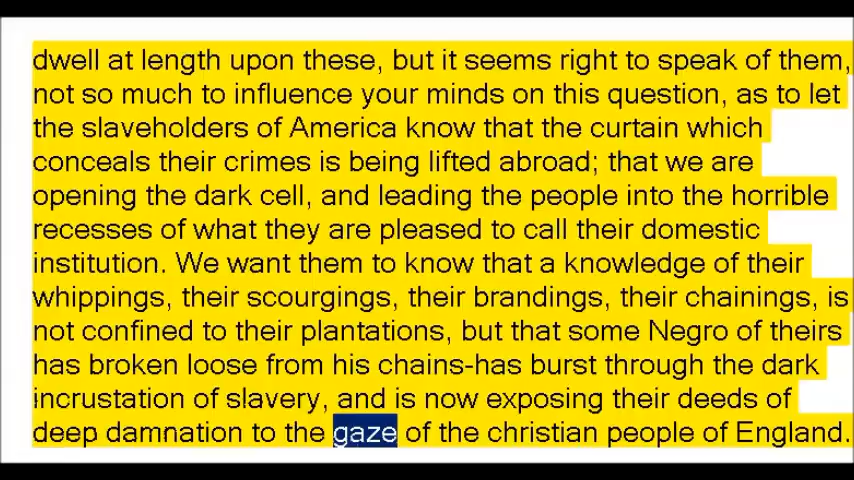 dwell at length upon these, but it seems right to speak of them,
not so much to influence your minds on this question, as to let
the slaveholders of America know that the curtain which
conceals their crimes is being lifted abroad; that we are
opening the dark cell, and leading the people into the horrible
recesses of what they are pleased to call their domestic
institution. We want them to know that a knowledge of their
whippings, their scourgings, their brandings, their chainings, is
not confined to their plantations, but that some Negro of theirs
has broken loose from his chains-has burst through the dark
incrustation of slavery, and is now exposing their deeds of
deep damnation to the gaze of the christian people of England.